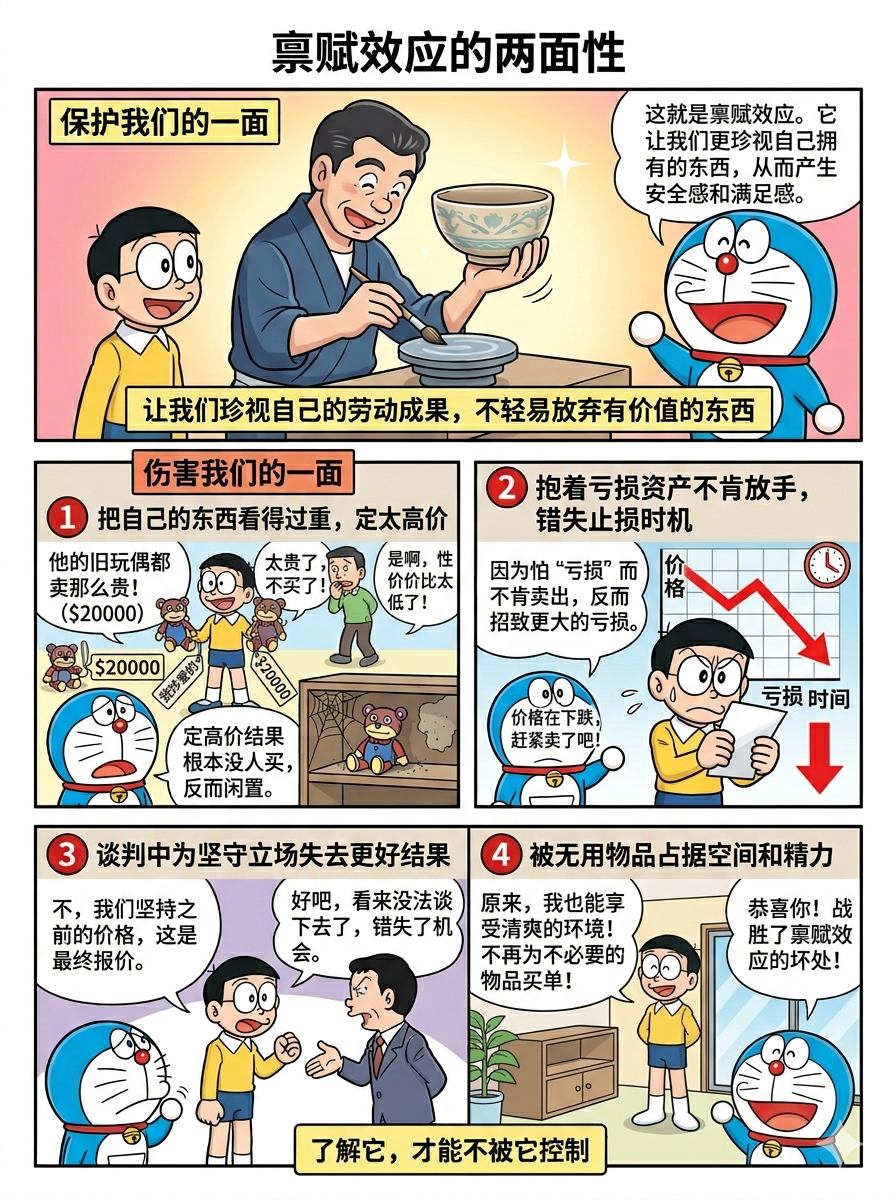 禀赋效应的两面性
保护我们的一面
这就是禀赋效应。它
让我们更珍视自己拥
有的东西，从而产生
安全感和满足感。
让我们珍视自己的劳动成果，不轻易放弃有价值的东西
伤害我们的一面
1 把自己的东西看得过重，定太高价
他的旧玩偶都
卖那么贵！
（$20000）
太贵了，
不买了！
是啊，性
价价比太
低了！
$20000
$20000
定高价结果
根本没人买，
反而闲置。
2 抱着亏损资产不肯放手，
错失止损时机
因为怕“亏损”而
不肯卖出，反而
招致更大的亏损。
价格
亏损 时间
价格在下跌，
赶紧卖了吧！
3 谈判中为坚守立场失去更好结果
不，我们坚持之
前的价格，这是
最终报价。
好吧，看来没法谈
下去了，错失了机
会。
4 被无用物品占据空间和精力
原来，我也能享
受清爽的环境！
不再为不必要的
物品买单！
恭喜你！战
胜了禀赋效
应的坏处！
了解它，才能不被它控制